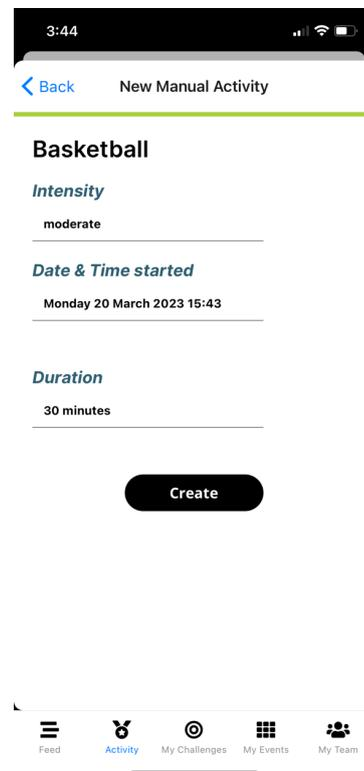 3:44
Back New Manual Activity
Basketball
Intensity
moderate
Date & Time started
Monday 20 March 2023 15:43
Duration
30 minutes
Create
Feed Activity My Challenges My Events My Team